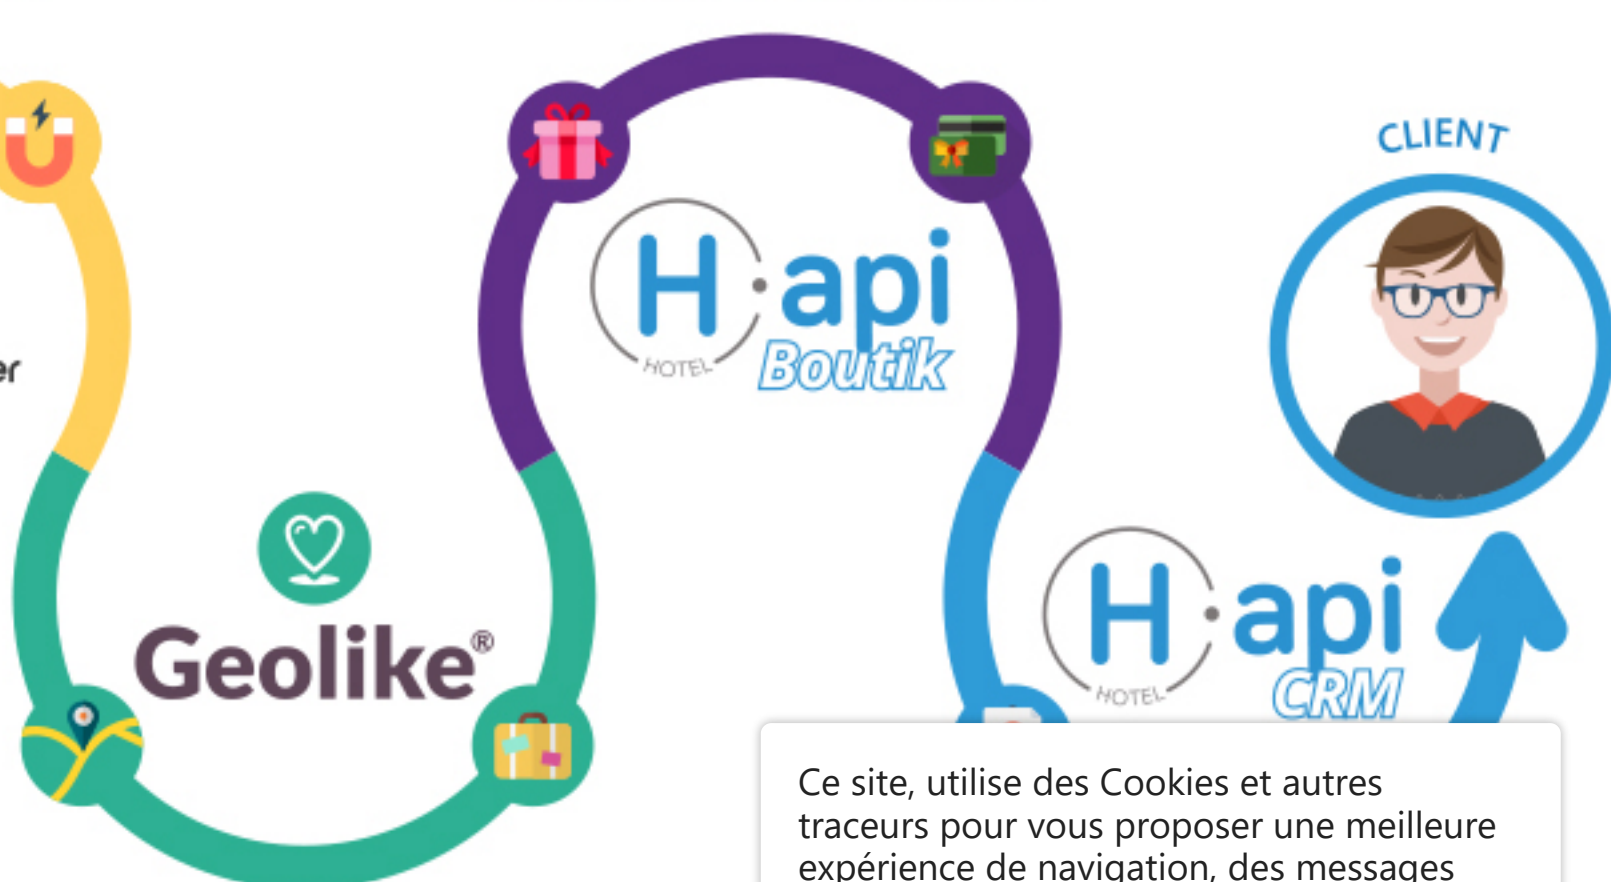 CLIENT
H api
HOTEL
Boutik
er
Geolike®
H api
HOTEL
CRM
Ce site, utilise des Cookies et autres
traceurs pour vous proposer une meilleure
expérience de navigation, des messages